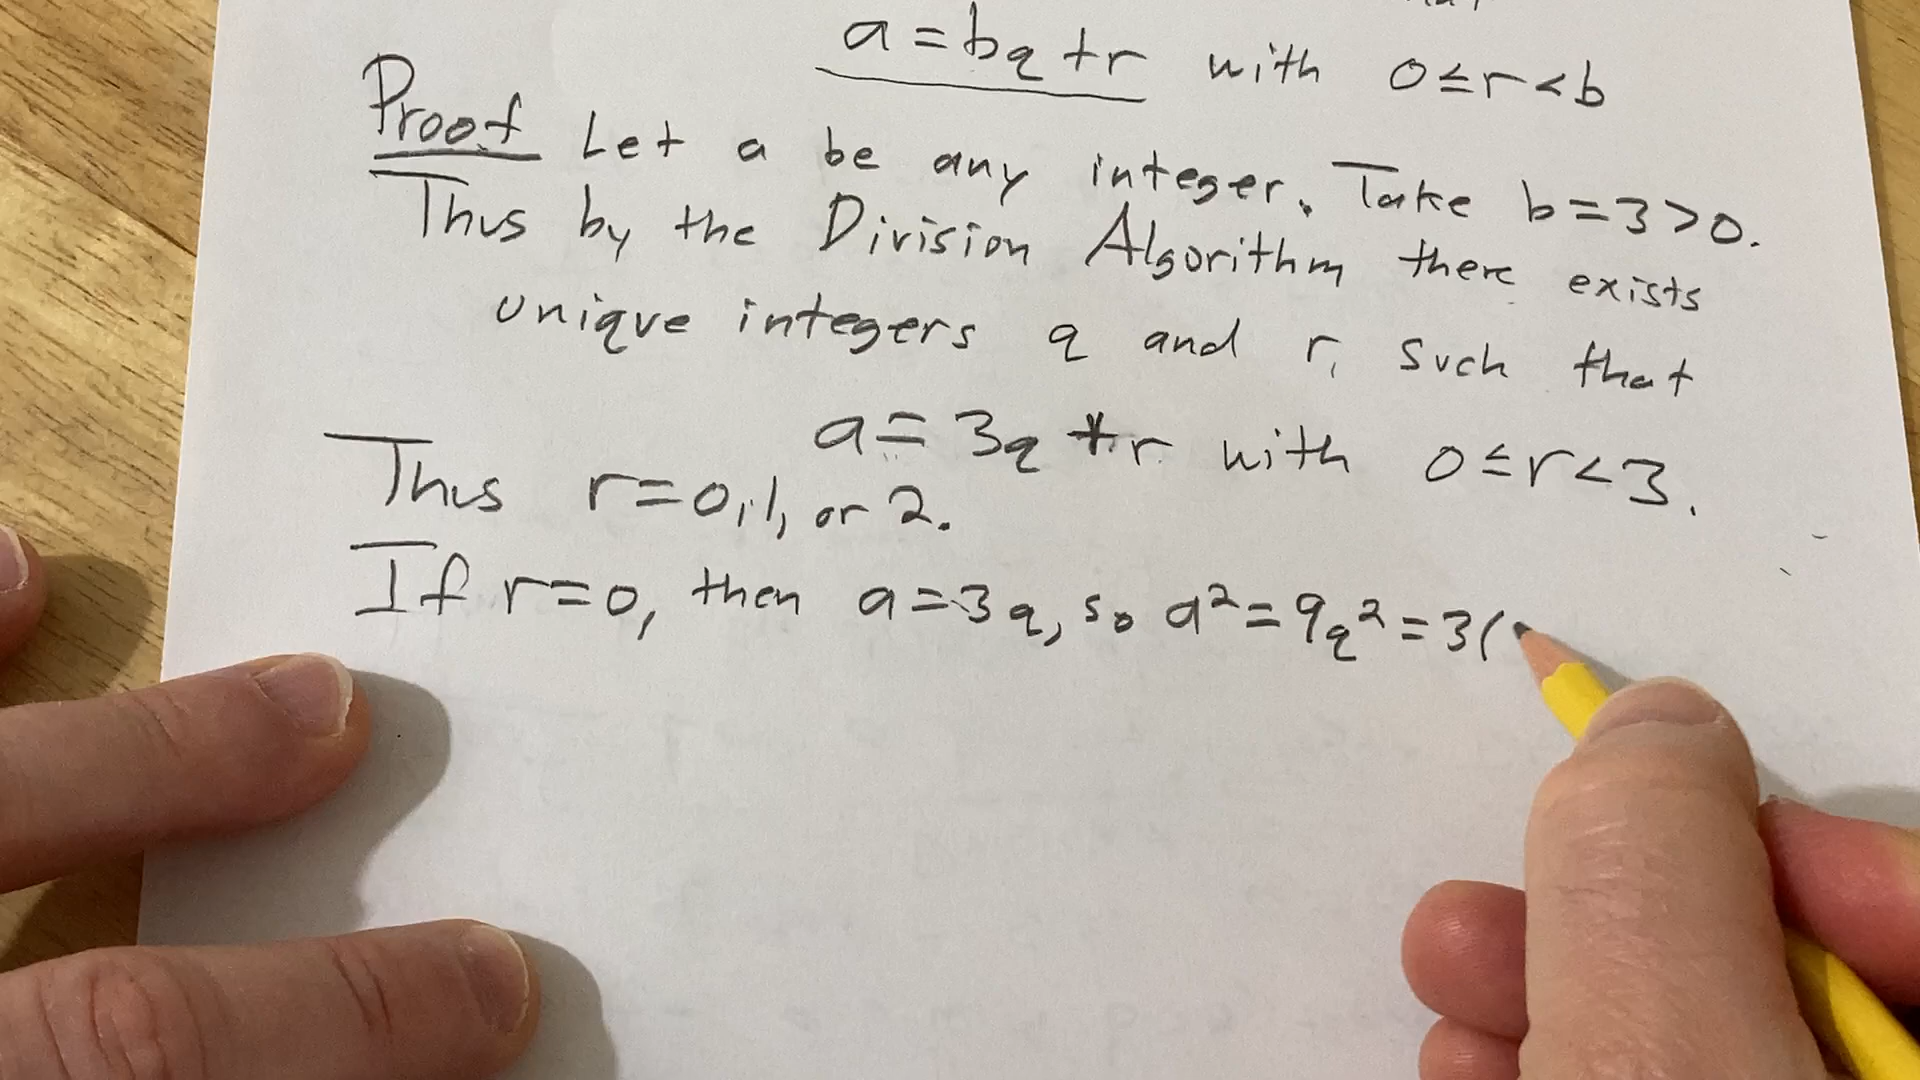 a = bq + r with 0 ≤ r < b
Proof Let a be any integer. Take b = 3 > 0.
Thus by the Division Algorithm there exists
unique integers q and r, such that
a = 3q + r with 0 ≤ r < 3.
Thus r = 0, 1, or 2.
If r = 0, then a = 3q, so a² = 9q² = 3(